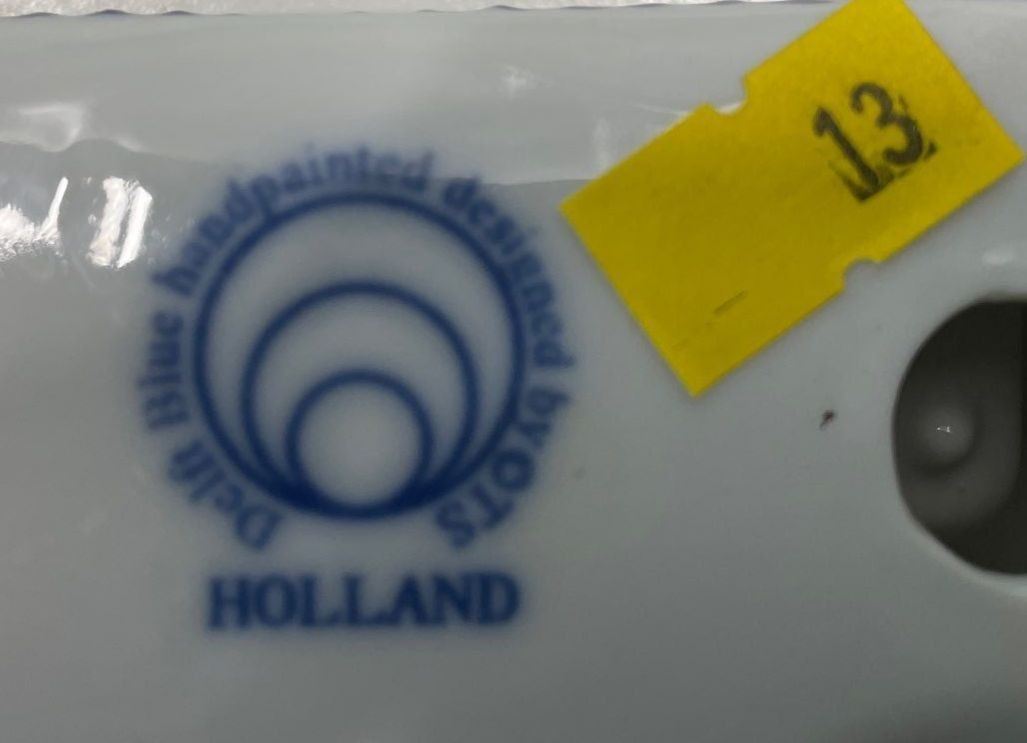 Delft Blue handpainted designed by OTS
HOLLAND
13